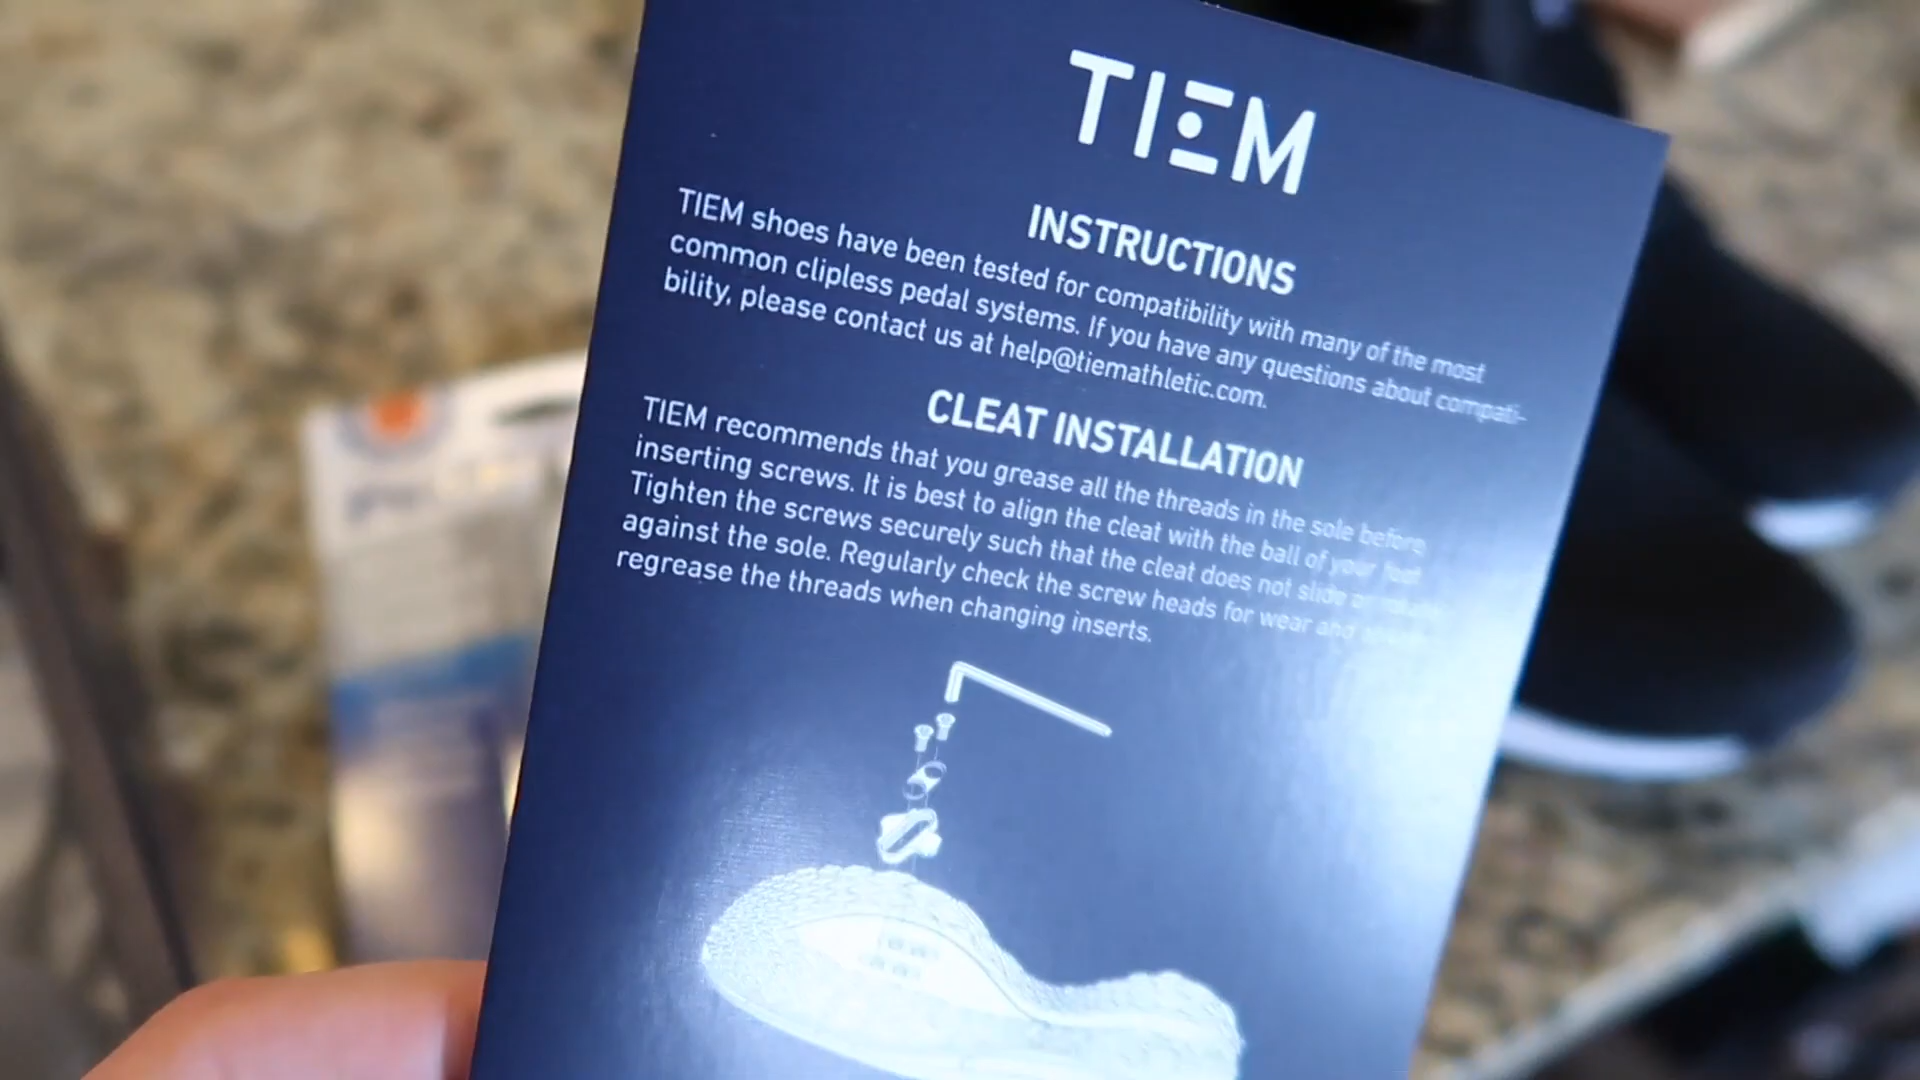 TIEM
INSTRUCTIONS
TIEM shoes have been tested for compatibility with many of the most
common clipless pedal systems. If you have any questions about compati-
bility, please contact us at help@tiemathletic.com.
CLEAT INSTALLATION
TIEM recommends that you grease all the threads in the sole before
inserting screws. It is best to align the cleat with the ball of your foot.
Tighten the screws securely such that the cleat does not slide or
against the sole. Regularly check the screw heads for wear and
regrease the threads when changing inserts.